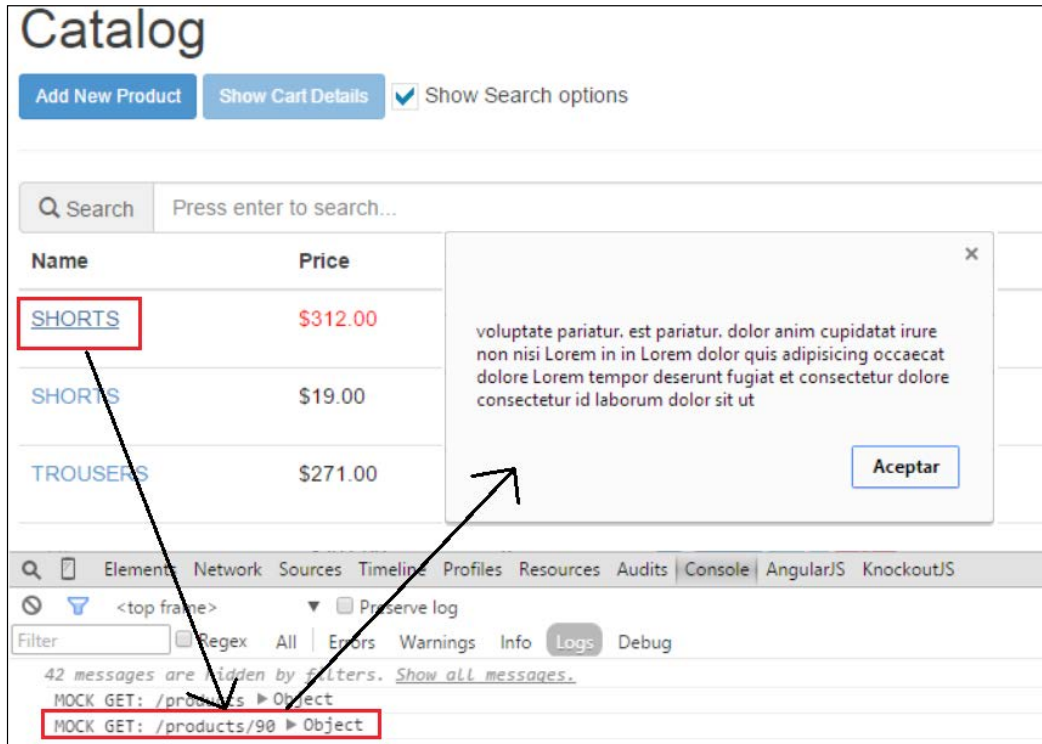 Catalog
Add New Product Show Cart Details Show Search options
Search Press enter to search...
Name Price
×
SHORTS $312.00
voluptate pariatur. est pariatur. dolor anim cupidatat irure
non nisi Lorem in in Lorem dolor quis adipisicing occaecat
dolore Lorem tempor deserunt fugiat et consectetur dolore
consectetur id laborum dolor sit ut
SHORTS $19.00
TROUSERS $271.00
Aceptar
Elements Network Sources Timeline Profiles Resources Audits Console AngularJS KnockoutJS
<top frame> ▼ Preserve log
Filter Regex All Errors Warnings Info Logs Debug
42 messages are hidden by filters. Show all messages.
MOCK GET: /products ▶ Object
MOCK GET: /products/90 ▶ Object